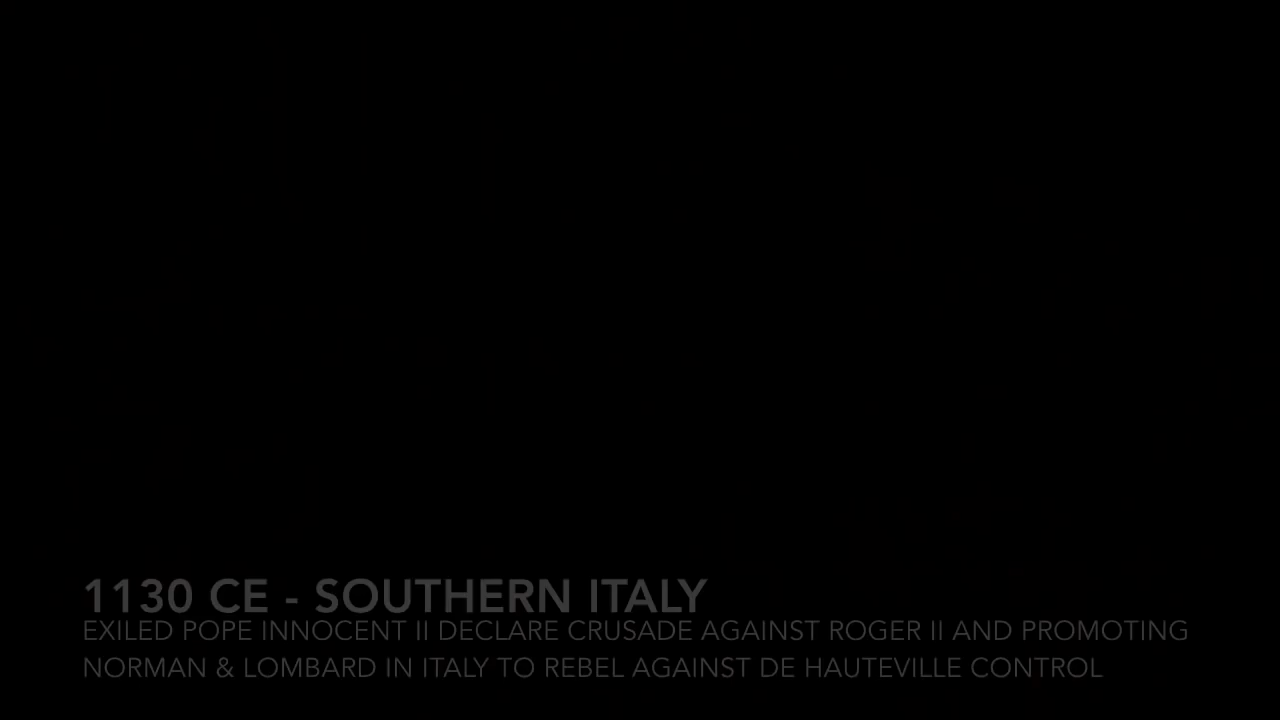 1130 CE - SOUTHERN ITALY
EXILED POPE INNOCENT II DECLARE CRUSADE AGAINST ROGER II AND PROMOTING
NORMAN & LOMBARD IN ITALY TO REBEL AGAINST DE HAUTEVILLE CONTROL